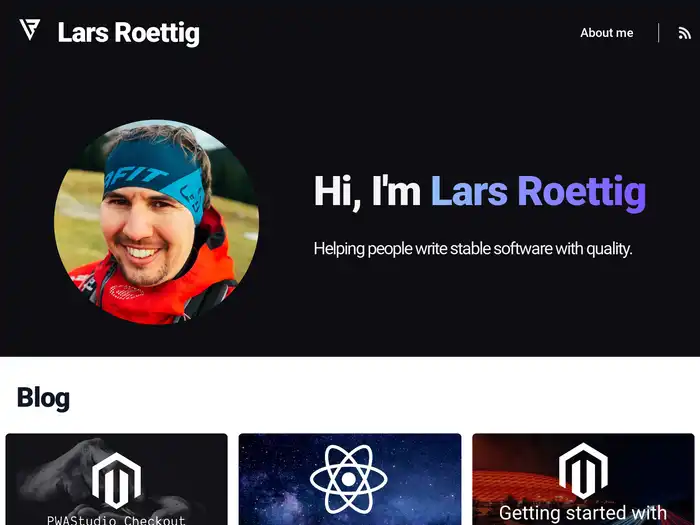 Lars Roettig
About me
Hi, I'm Lars Roettig
Helping people write stable software with quality.
Blog
PWAStudio Checkout
Getting started with